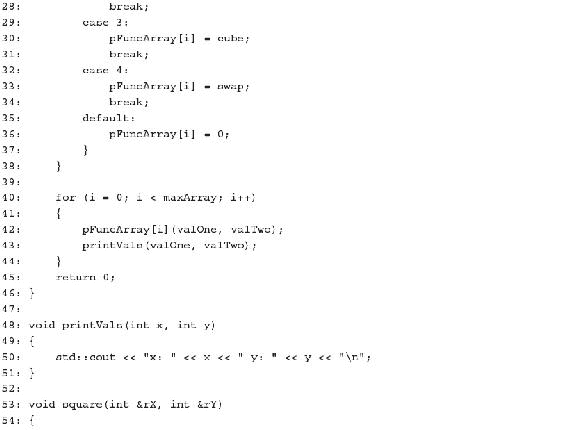 28:             break;
29:         case 3:
30:             pFuncArray[i] = cube;
31:             break;
32:         case 4:
33:             pFuncArray[i] = swap;
34:             break;
35:         default:
36:             pFuncArray[i] = 0;
37:         }
38:     }
39:
40:     for (i = 0; i < maxArray; i++)
41:     {
42:         pFuncArray[i](valOne, valTwo);
43:         printVals(valOne, valTwo);
44:     }
45:     return 0;
46: }
47:
48: void printVals(int x, int y)
49: {
50:     std::cout << "x: " << x << " y: " << y << "\n";
51: }
52:
53: void square(int &rX, int &rY)
54: {